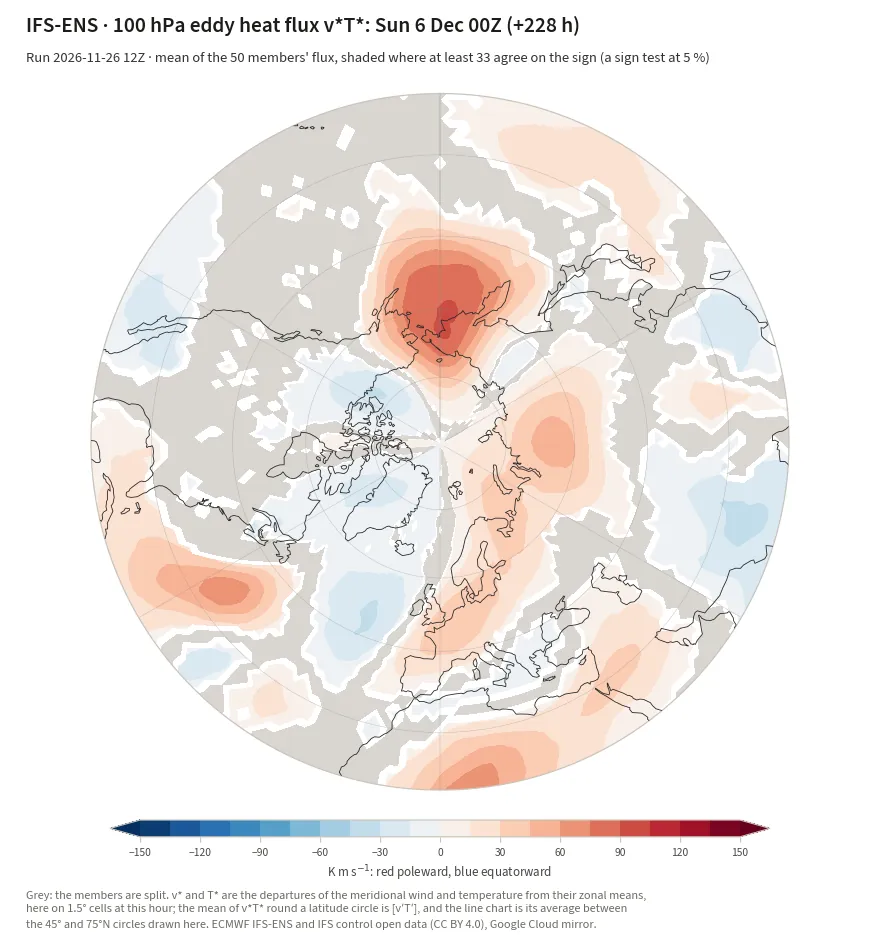 IFS-ENS · 100 hPa eddy heat flux v*T*: Sun 6 Dec 00Z (+228 h)
Run 2026-11-26 12Z · mean of the 50 members' flux, shaded where at least 33 agree on the sign (a sign test at 5 %)
−150 −120 −90 −60 −30 0 30 60 90 120 150
K m s⁻¹: red poleward, blue equatorward
Grey: the members are split. v* and T* are the departures of the meridional wind and temperature from their zonal means,
here on 1.5° cells at this hour; the mean of v*T* round a latitude circle is [v′T′], and the line chart is its average between
the 45° and 75°N circles drawn here. ECMWF IFS-ENS and IFS control open data (CC BY 4.0), Google Cloud mirror.